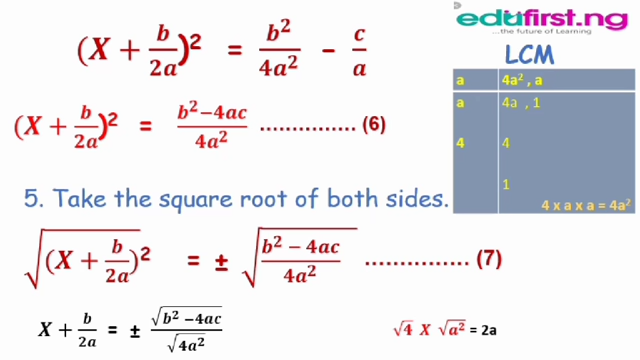 edufirst.ng
...the future of Learning
(X + b/2a)² = b²/4a² − c/a
LCM
a 4a² , a
a 4a , 1
4 4
1
4 x a x a = 4a²
(X + b/2a)² = b²−4ac/4a² ............... (6)
5. Take the square root of both sides.
√(X + b/2a)² = ± √b² − 4ac/4a² ............... (7)
X + b/2a = ± √b² −4ac/√4a²
√4 X √a² = 2a